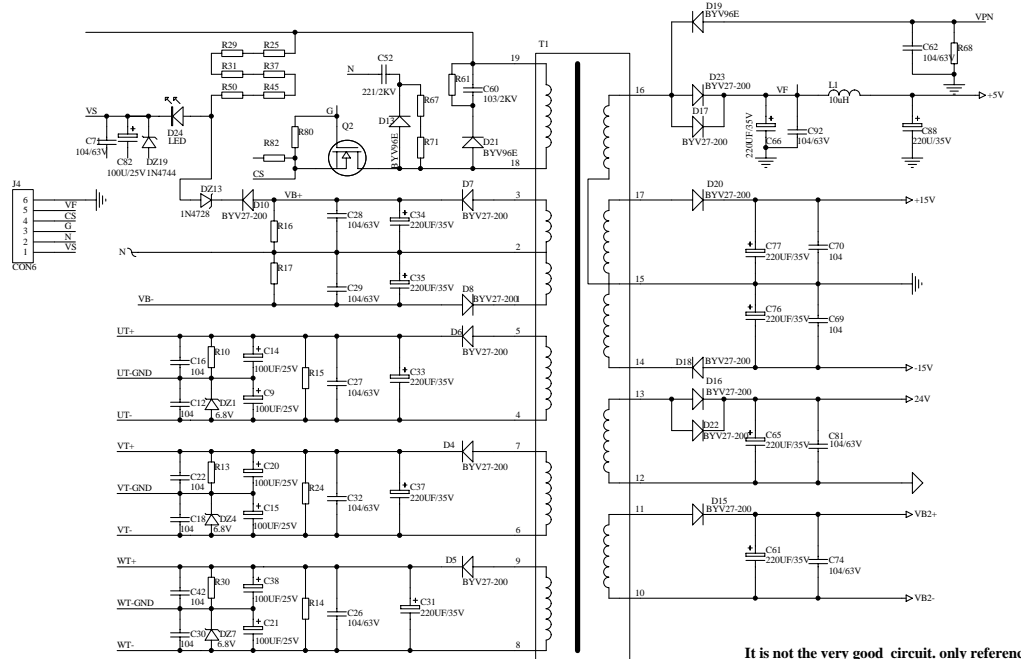 D19
BYV96E
VPN
C62
104/63V
R68
R29
R25
R31
R37
R50
R45
VS
C71
104/63V
C82
100U/25V
DZ19
1N4744
D24
LED
N
C52
221/2KV
G
R80
Q2
R82
CS
BYV96E
R67
R71
T1
19
R61
C60
103/2KV
D21
BYV96E
18
16
D23
BYV27-200
D17
VF
L1
10uH
+5V
220UF/35V
C66
C92
104/63V
C88
220U/35V
J4
6
5
4
3
2
1
VF
CS
G
N
VS
CON6
DZ13
1N4728
D10
BYV27-200
VB+
D7
BYV27-200
3
R16
C28
104/63V
C34
220UF/35V
N
2
R17
C29
104/63V
C35
220UF/35V
VB-
D8
BYV27-200
1
17
D20
BYV27-200
+15V
C77
220UF/35V
C70
104
15
C76
220UF/35V
C69
104
14
D18
BYV27-200
-15V
UT+
D6
BYV27-200
5
C16
104
R10
C14
100UF/25V
UT-GND
R15
C27
104/63V
C33
220UF/35V
C12
104
DZ1
6.8V
C9
100UF/25V
UT-
4
13
D16
BYV27-200
24V
D22
BYV27-200
C65
220UF/35V
C81
104/63V
12
VT+
D4
BYV27-200
7
C22
104
R13
C20
100UF/25V
VT-GND
R24
C32
104/63V
C37
220UF/35V
C18
104
DZ4
6.8V
C15
100UF/25V
VT-
6
11
D15
BYV27-200
VB2+
C61
220UF/35V
C74
104/63V
10
VB2-
WT+
D5
BYV27-200
9
C42
104
R30
C38
100UF/25V
WT-GND
R14
C26
104/63V
C31
220UF/35V
C30
104
DZ7
6.8V
C21
100UF/25V
WT-
8
It is not the very good circuit, only referenc